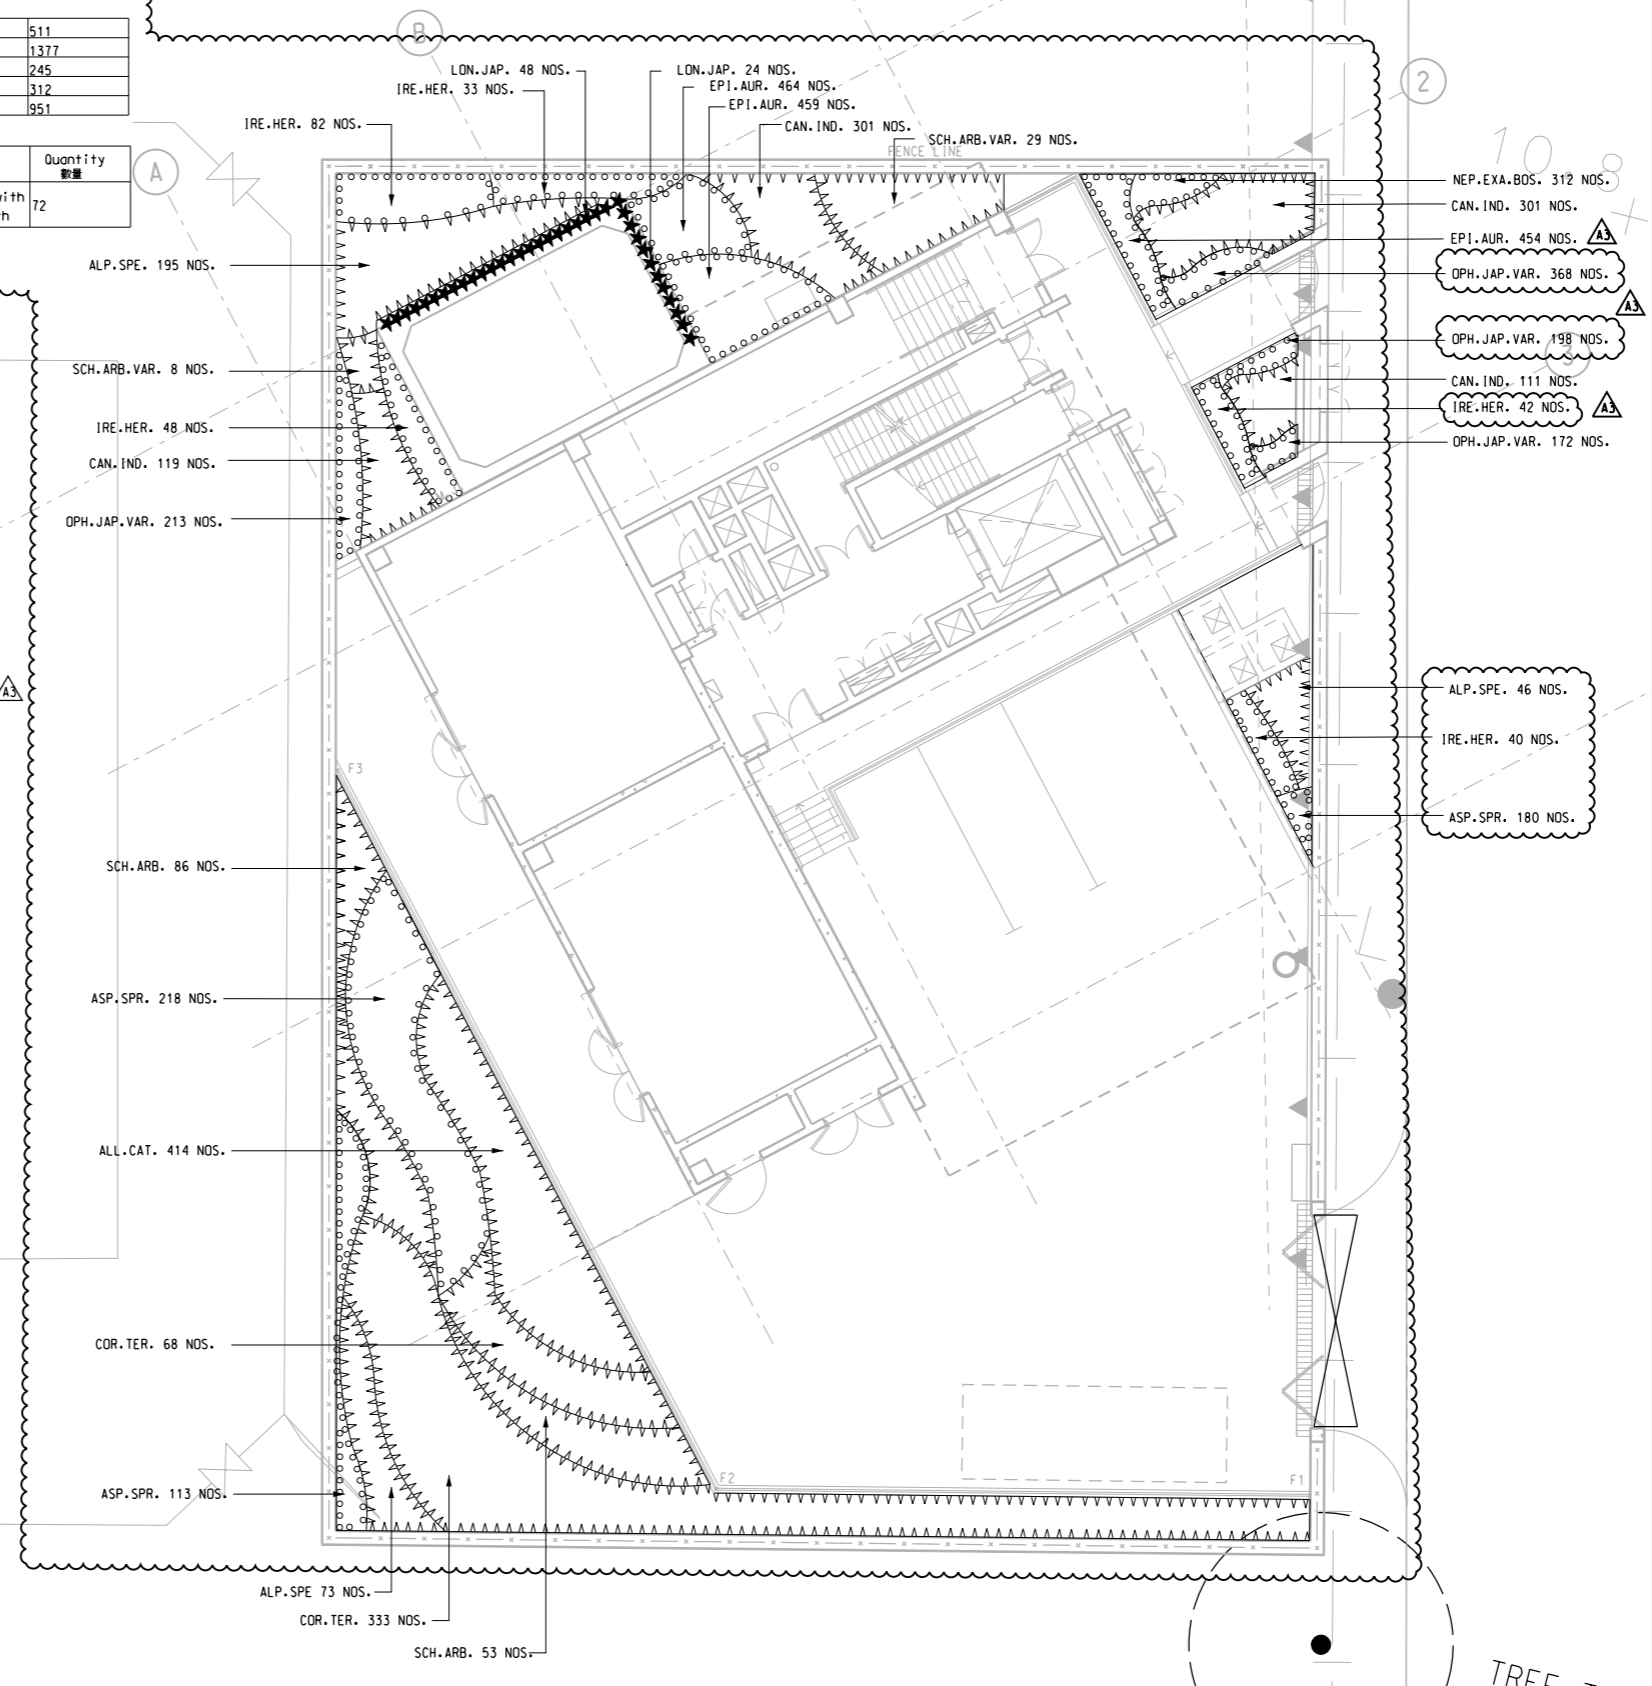 511
1377
245
312
951
Quantity
數量
with
72
A
B
2
3
LON.JAP. 48 NOS.
IRE.HER. 33 NOS.
IRE.HER. 82 NOS.
LON.JAP. 24 NOS.
EPI.AUR. 464 NOS.
EPI.AUR. 459 NOS.
CAN.IND. 301 NOS.
SCH.ARB.VAR. 29 NOS.
FENCE LINE
10.8
NEP.EXA.BOS. 312 NOS.
CAN.IND. 301 NOS.
EPI.AUR. 454 NOS.
A3
OPH.JAP.VAR. 368 NOS.
A3
OPH.JAP.VAR. 198 NOS.
CAN.IND. 111 NOS.
IRE.HER. 42 NOS.
A3
OPH.JAP.VAR. 172 NOS.
ALP.SPE. 195 NOS.
SCH.ARB.VAR. 8 NOS.
IRE.HER. 48 NOS.
CAN.IND. 119 NOS.
OPH.JAP.VAR. 213 NOS.
A3
ALP.SPE. 46 NOS.
IRE.HER. 40 NOS.
ASP.SPR. 180 NOS.
F3
SCH.ARB. 86 NOS.
ASP.SPR. 218 NOS.
ALL.CAT. 414 NOS.
COR.TER. 68 NOS.
ASP.SPR. 113 NOS.
F2
F1
ALP.SPE 73 NOS.
COR.TER. 333 NOS.
SCH.ARB. 53 NOS.
TREE